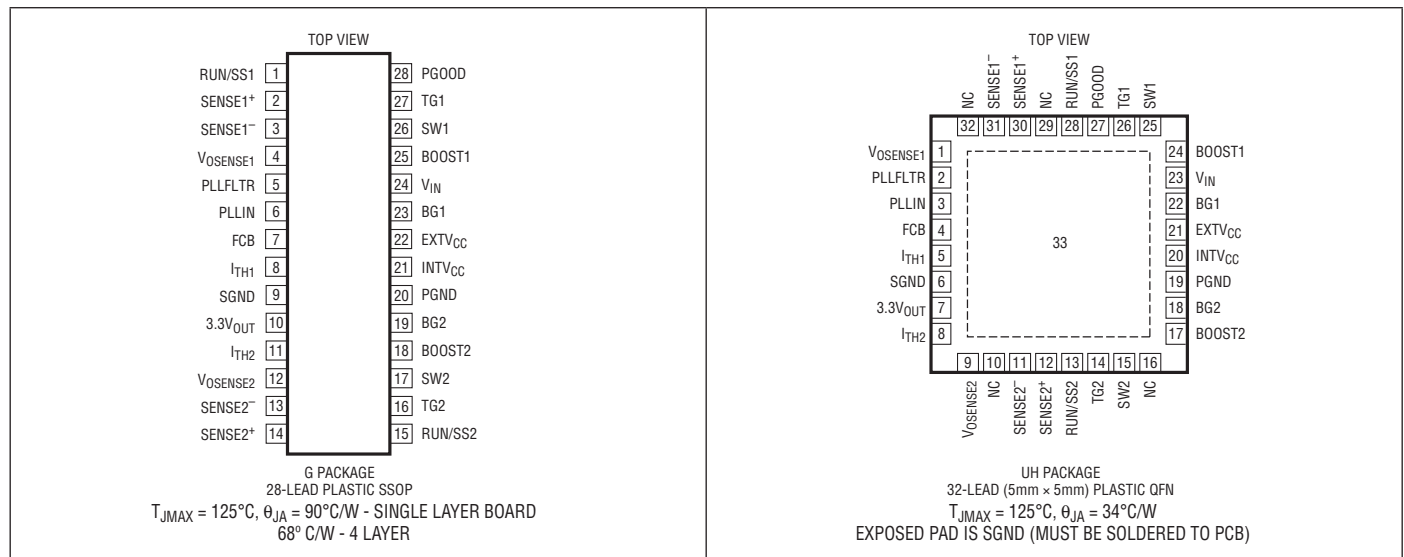 TOP VIEW
RUN/SS1 1 28 PGOOD
SENSE1+ 2 27 TG1
SENSE1– 3 26 SW1
VOSENSE1 4 25 BOOST1
PLLFLTR 5 24 VIN
PLLIN 6 23 BG1
FCB 7 22 EXTVCC
ITH1 8 21 INTVCC
SGND 9 20 PGND
3.3VOUT 10 19 BG2
ITH2 11 18 BOOST2
VOSENSE2 12 17 SW2
SENSE2– 13 16 TG2
SENSE2+ 14 15 RUN/SS2
G PACKAGE
28-LEAD PLASTIC SSOP
TJMAX = 125°C, θJA = 90°C/W - SINGLE LAYER BOARD
68º C/W - 4 LAYER
TOP VIEW
NC SENSE1– SENSE1+ NC RUN/SS1 PGOOD TG1 SW1
32 31 30 29 28 27 26 25
VOSENSE1 1 24 BOOST1
PLLFLTR 2 23 VIN
PLLIN 3 22 BG1
FCB 4 21 EXTVCC
33
ITH1 5 20 INTVCC
SGND 6 19 PGND
3.3VOUT 7 18 BG2
ITH2 8 17 BOOST2
9 10 11 12 13 14 15 16
VOSENSE2 NC SENSE2– SENSE2+ RUN/SS2 TG2 SW2 NC
UH PACKAGE
32-LEAD (5mm × 5mm) PLASTIC QFN
TJMAX = 125°C, θJA = 34°C/W
EXPOSED PAD IS SGND (MUST BE SOLDERED TO PCB)